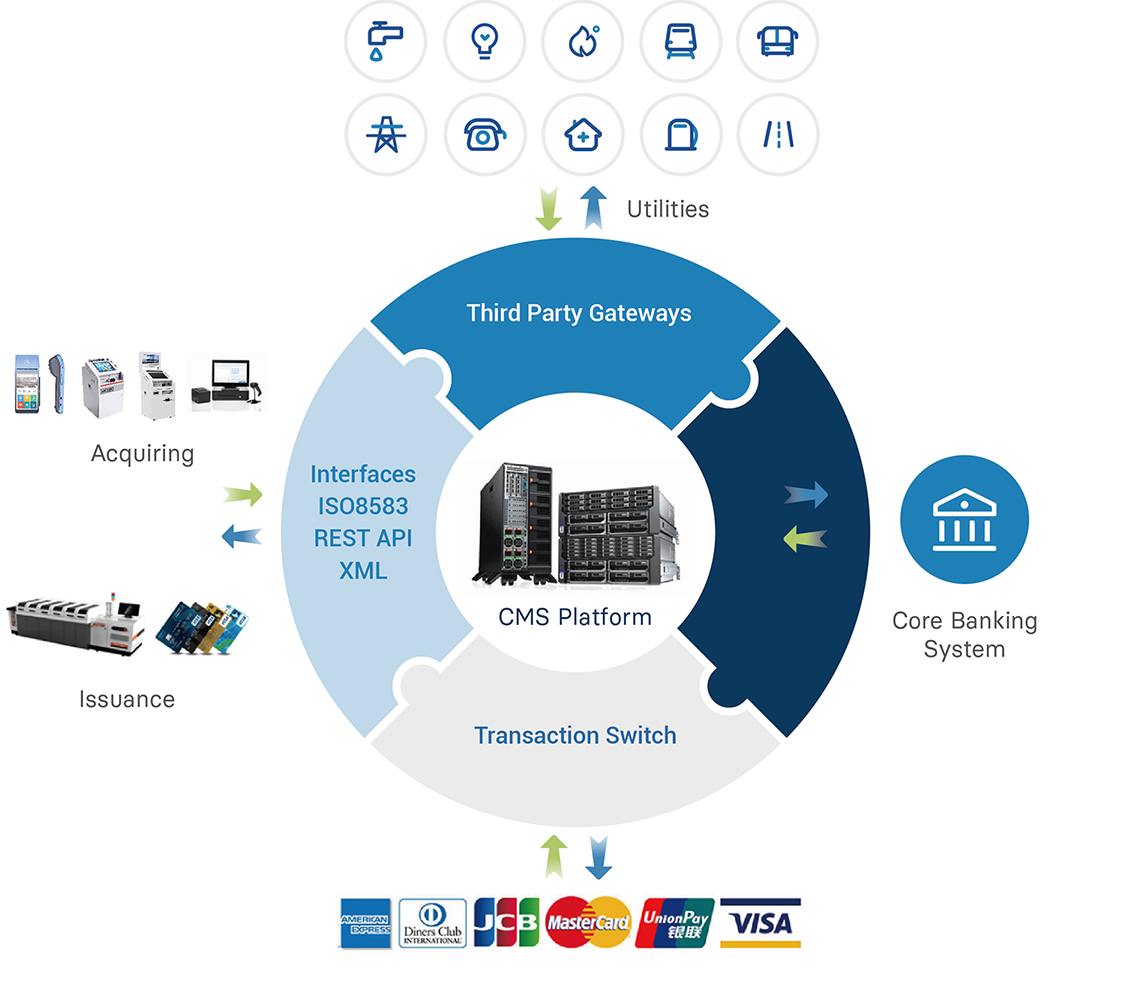 Utilities
Third Party Gateways
Acquiring
Interfaces
ISO8583
REST API
XML
CMS Platform
Core Banking
System
Issuance
Transaction Switch
AMERICAN
EXPRESS
Diners Club
INTERNATIONAL
JCB
MasterCard
UnionPay
银联
VISA